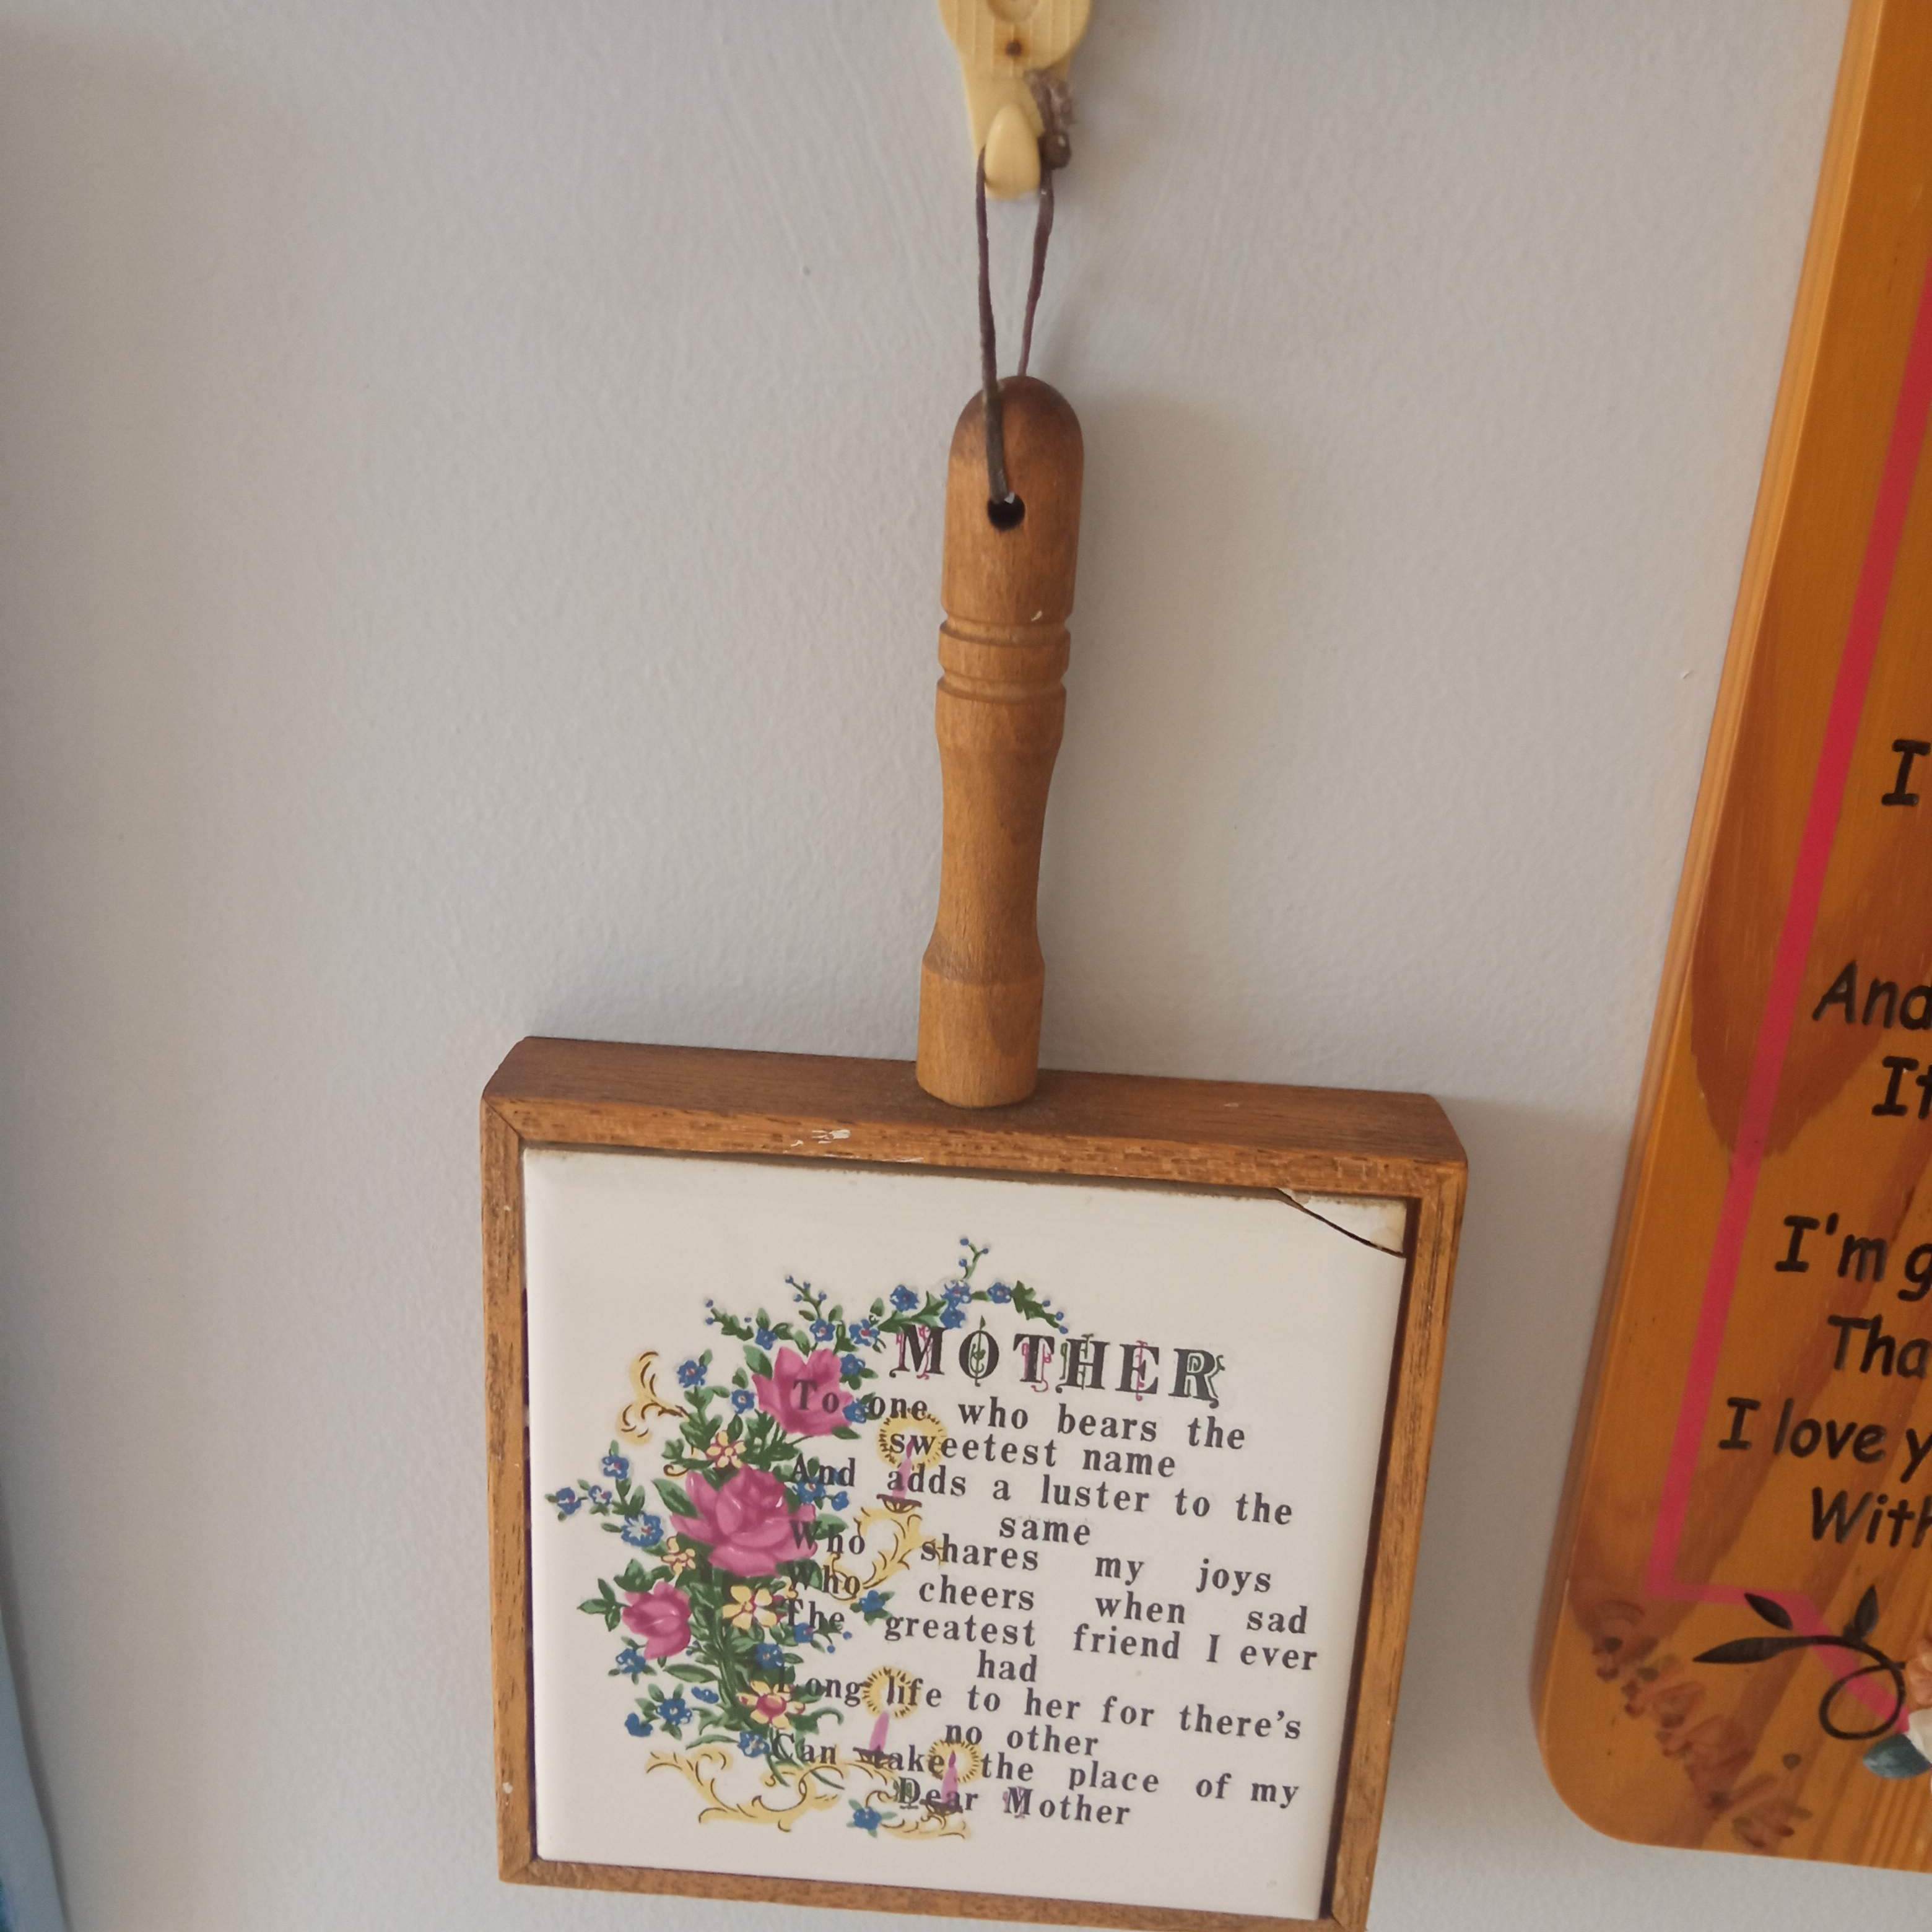 MOTHER
To one who bears the
sweetest name
And adds a luster to the
same
Who shares my joys
Who cheers when sad
The greatest friend I ever
had
Long life to her for there's
no other
Can take the place of my
Dear Mother
I
And
It
I'm g
Tha
I love y
With